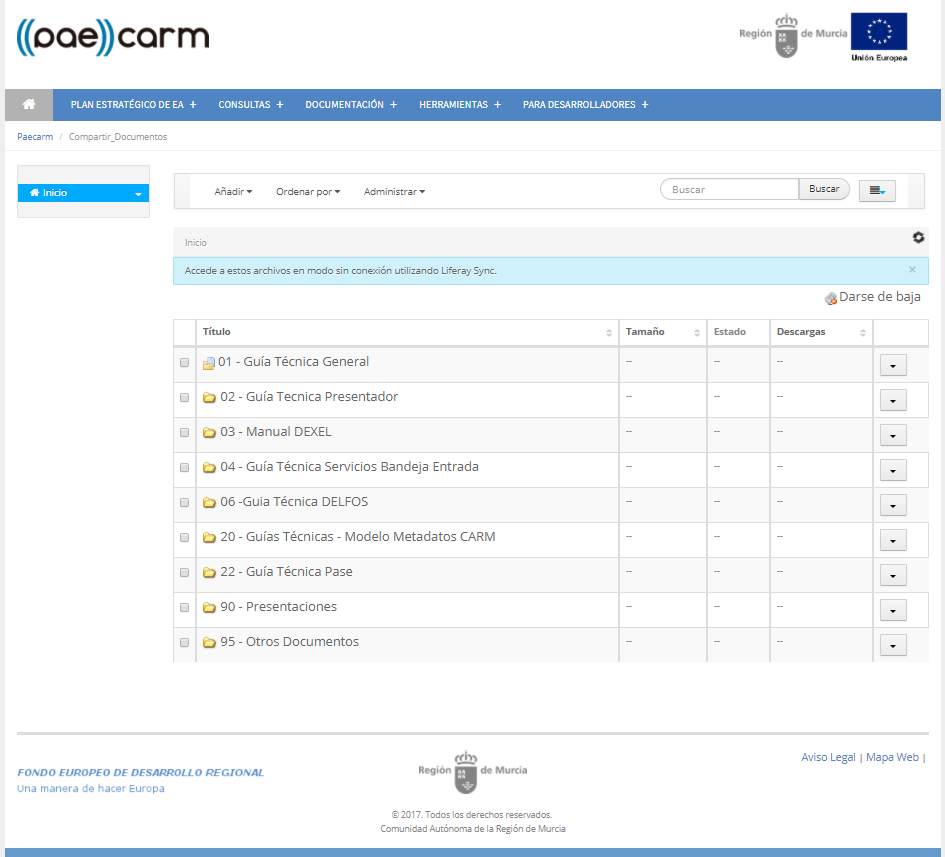 ((pae))carm
Región de Murcia
Unión Europea
PLAN ESTRATÉGICO DE EA + CONSULTAS + DOCUMENTACIÓN + HERRAMIENTAS + PARA DESARROLLADORES +
Paecarm / Compartir_Documentos
Inicio
Añadir Ordenar por Administrar Buscar Buscar
Inicio
Accede a estos archivos en modo sin conexión utilizando Liferay Sync. ×
Darse de baja
Título Tamaño Estado Descargas
01 - Guía Técnica General -- -- --
02 - Guía Tecnica Presentador -- -- --
03 - Manual DEXEL -- -- --
04 - Guía Técnica Servicios Bandeja Entrada -- -- --
06 -Guia Técnica DELFOS -- -- --
20 - Guías Técnicas - Modelo Metadatos CARM -- -- --
22 - Guía Técnica Pase -- -- --
90 - Presentaciones -- -- --
95 - Otros Documentos -- -- --
FONDO EUROPEO DE DESARROLLO REGIONAL
Una manera de hacer Europa
Región de Murcia
Aviso Legal | Mapa Web |
© 2017. Todos los derechos reservados.
Comunidad Autónoma de la Región de Murcia